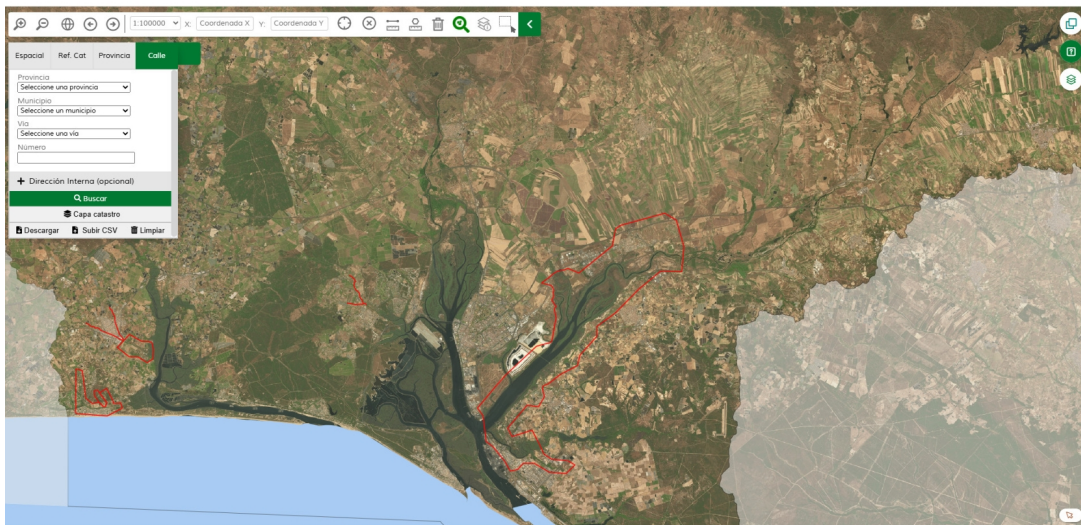 1:100000 X: Coordenada X Y: Coordenada Y
Espacial Ref. Cat Provincia Calle
Provincia
Seleccione una provincia
Municipio
Seleccione un municipio
Vía
Seleccione una vía
Número
+ Dirección Interna (opcional)
Buscar
Capa catastro
Descargar Subir CSV Limpiar